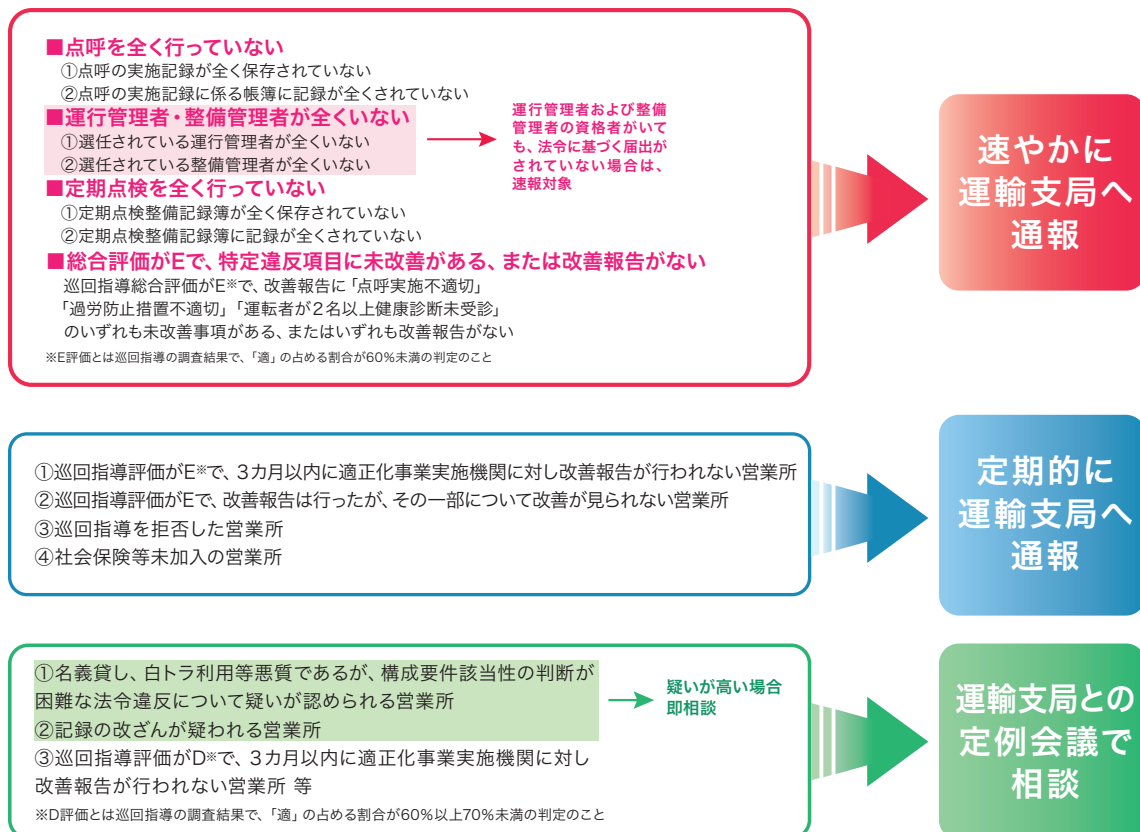 ■点呼を全く行っていない
①点呼の実施記録が全く保存されていない
②点呼の実施記録に係る帳簿に記録が全くされていない
■運行管理者・整備管理者が全くいない
①選任されている運行管理者が全くいない
②選任されている整備管理者が全くいない
運行管理者および整備
管理者の資格者がいて
も、法令に基づく届出が
されていない場合は、
速報対象
■定期点検を全く行っていない
①定期点検整備記録簿が全く保存されていない
②定期点検整備記録簿に記録が全くされていない
■総合評価がEで、特定違反項目に未改善がある、または改善報告がない
巡回指導総合評価がE※で、改善報告に「点呼実施不適切」
「過労防止措置不適切」「運転者が2名以上健康診断未受診」
のいずれも未改善事項がある、またはいずれも改善報告がない
※E評価とは巡回指導の調査結果で、「適」の占める割合が60%未満の判定のこと
速やかに
運輸支局へ
通報
①巡回指導評価がE※で、3カ月以内に適正化事業実施機関に対し改善報告が行われない営業所
②巡回指導評価がEで、改善報告は行ったが、その一部について改善が見られない営業所
③巡回指導を拒否した営業所
④社会保険等未加入の営業所
定期的に
運輸支局へ
通報
①名義貸し、白トラ利用等悪質であるが、構成要件該当性の判断が
困難な法令違反について疑いが認められる営業所
②記録の改ざんが疑われる営業所
疑いが高い場合
即相談
③巡回指導評価がD※で、3カ月以内に適正化事業実施機関に対し
改善報告が行われない営業所 等
※D評価とは巡回指導の調査結果で、「適」の占める割合が60%以上70%未満の判定のこと
運輸支局との
定例会議で
相談